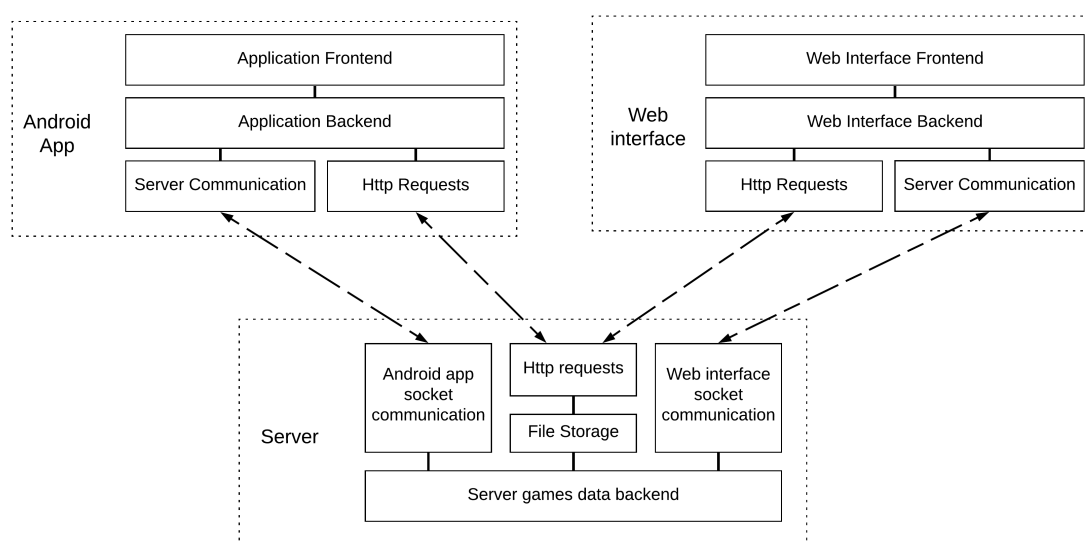 Application Frontend
Android
App
Application Backend
Server Communication
Http Requests
Web Interface Frontend
Web
interface
Web Interface Backend
Http Requests
Server Communication
Server
Android app
socket
communication
Http requests
File Storage
Web interface
socket
communication
Server games data backend